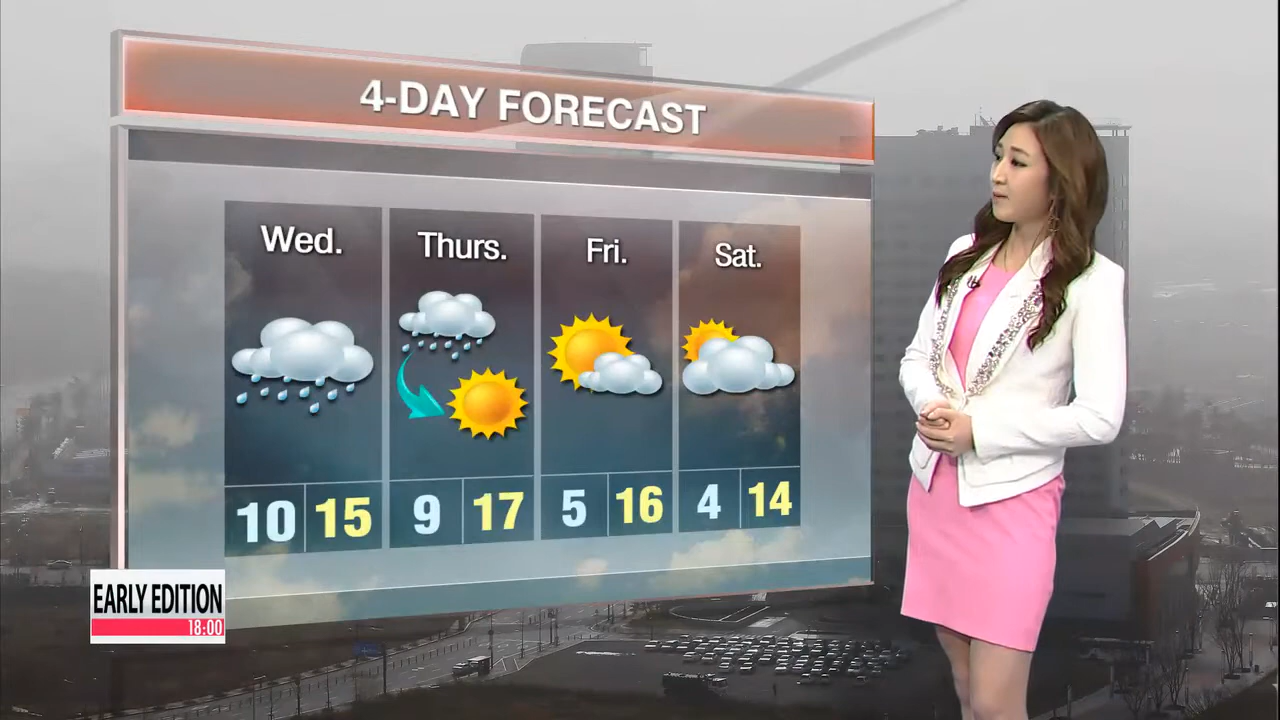 4-DAY FORECAST
Wed. Thurs. Fri. Sat.
10 15 9 17 5 16 4 14
EARLY EDITION
18:00